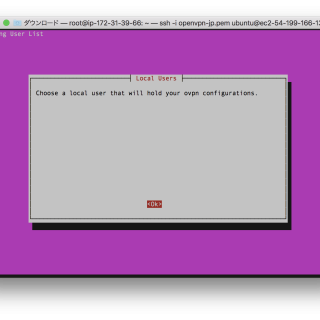 ダウンロード — root@ip-172-31-39-66: ~ — ssh -i openvpn-jp.pem ubuntu@ec2-54-199-166-1
ng User List
Local Users
Choose a local user that will hold your ovpn configurations.
<Ok>